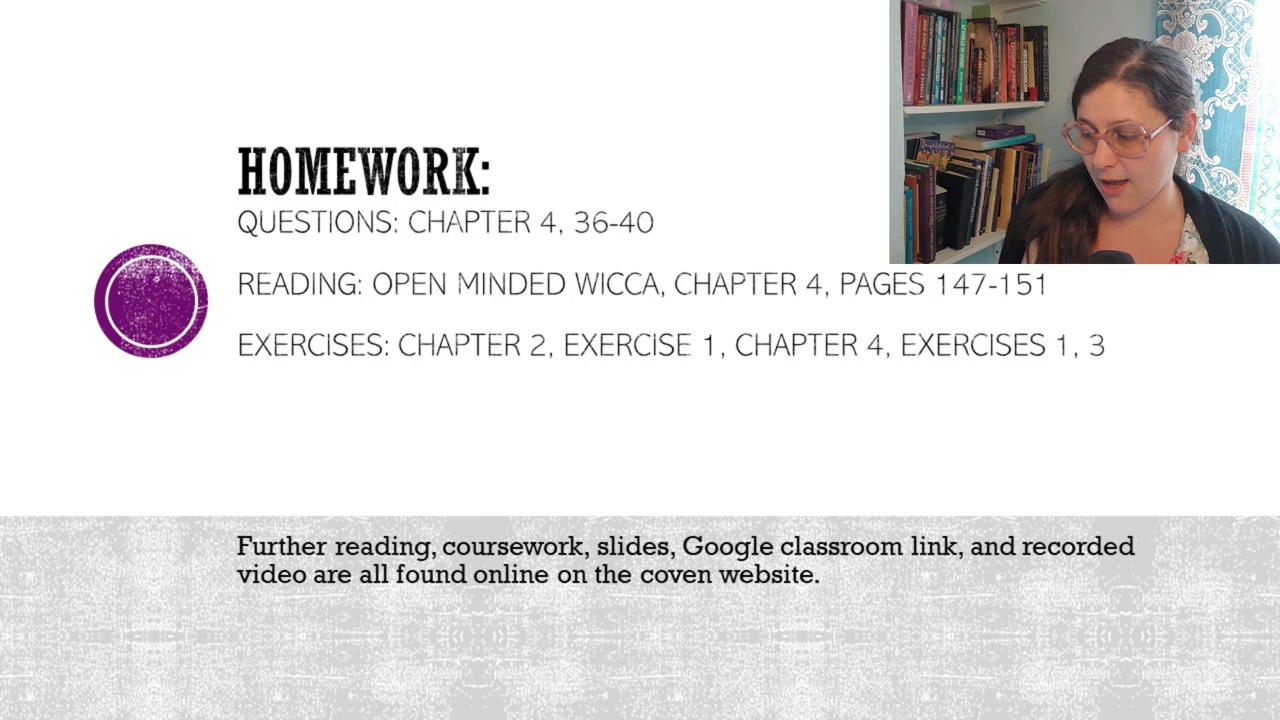 HOMEWORK:
QUESTIONS: CHAPTER 4, 36-40
READING: OPEN MINDED WICCA, CHAPTER 4, PAGES 147-151
EXERCISES: CHAPTER 2, EXERCISE 1, CHAPTER 4, EXERCISES 1, 3
Further reading, coursework, slides, Google classroom link, and recorded
video are all found online on the coven website.